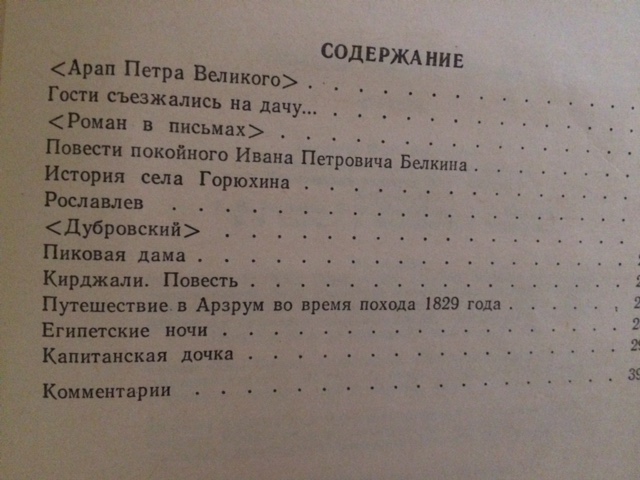 СОДЕРЖАНИЕ
<Арап Петра Великого> . . . . . . . . . . .
Гости съезжались на дачу... . . . . . . . . . . .
<Роман в письмах> . . . . . . . . . . . .
Повести покойного Ивана Петровича Белкина . . . . . .
История села Горюхина . . . . . . . . . . . .
Рославлев . . . . . . . . . . . . . . . .
<Дубровский> . . . . . . . . . . . . . .
Пиковая дама . . . . . . . . . . . . . . .
Кирджали. Повесть . . . . . . . . . . . . .
Путешествие в Арзрум во время похода 1829 года . . . . .
Египетские ночи . . . . . . . . . . . . . .
Капитанская дочка . . . . . . . . . . . . .
Комментарии . . . . . . . . . . . . . . .